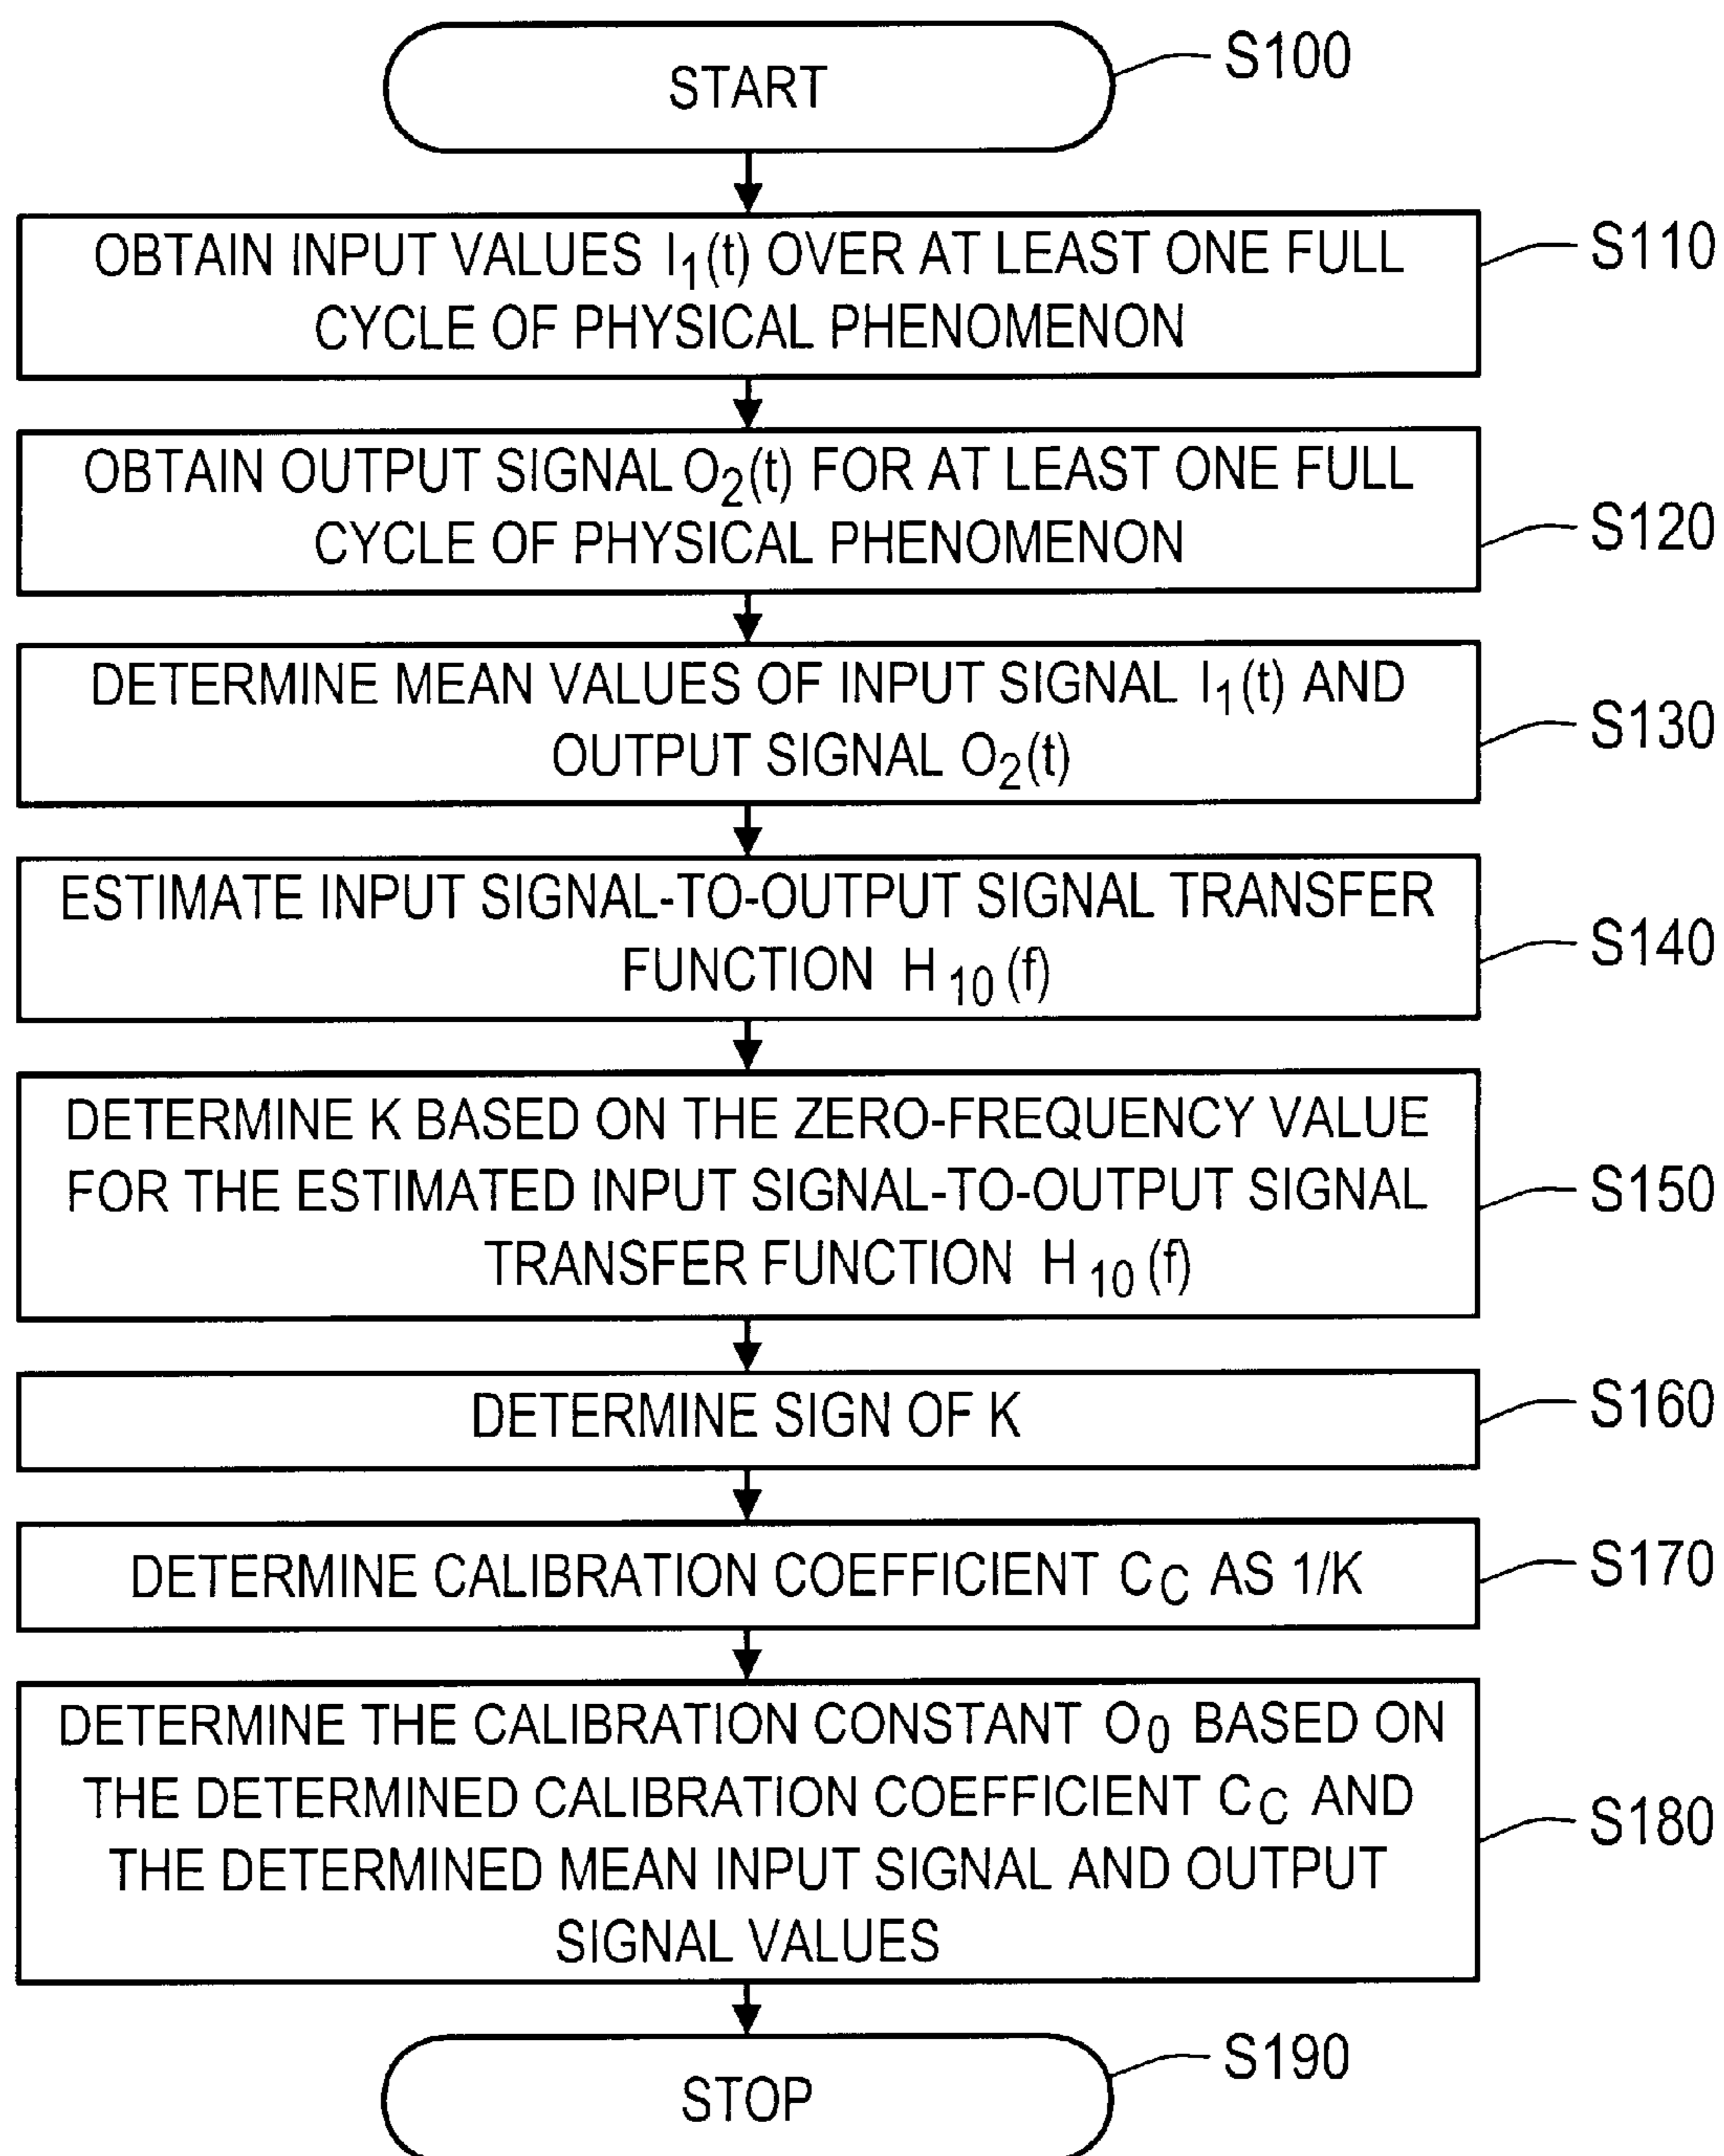 START
S100
OBTAIN INPUT VALUES I₁(t) OVER AT LEAST ONE FULL
CYCLE OF PHYSICAL PHENOMENON
S110
OBTAIN OUTPUT SIGNAL O₂(t) FOR AT LEAST ONE FULL
CYCLE OF PHYSICAL PHENOMENON
S120
DETERMINE MEAN VALUES OF INPUT SIGNAL I₁(t) AND
OUTPUT SIGNAL O₂(t)
S130
ESTIMATE INPUT SIGNAL-TO-OUTPUT SIGNAL TRANSFER
FUNCTION H₁₀(f)
S140
DETERMINE K BASED ON THE ZERO-FREQUENCY VALUE
FOR THE ESTIMATED INPUT SIGNAL-TO-OUTPUT SIGNAL
TRANSFER FUNCTION H₁₀(f)
S150
DETERMINE SIGN OF K
S160
DETERMINE CALIBRATION COEFFICIENT C_C AS 1/K
S170
DETERMINE THE CALIBRATION CONSTANT O₀ BASED ON
THE DETERMINED CALIBRATION COEFFICIENT C_C AND
THE DETERMINED MEAN INPUT SIGNAL AND OUTPUT
SIGNAL VALUES
S180
STOP
S190